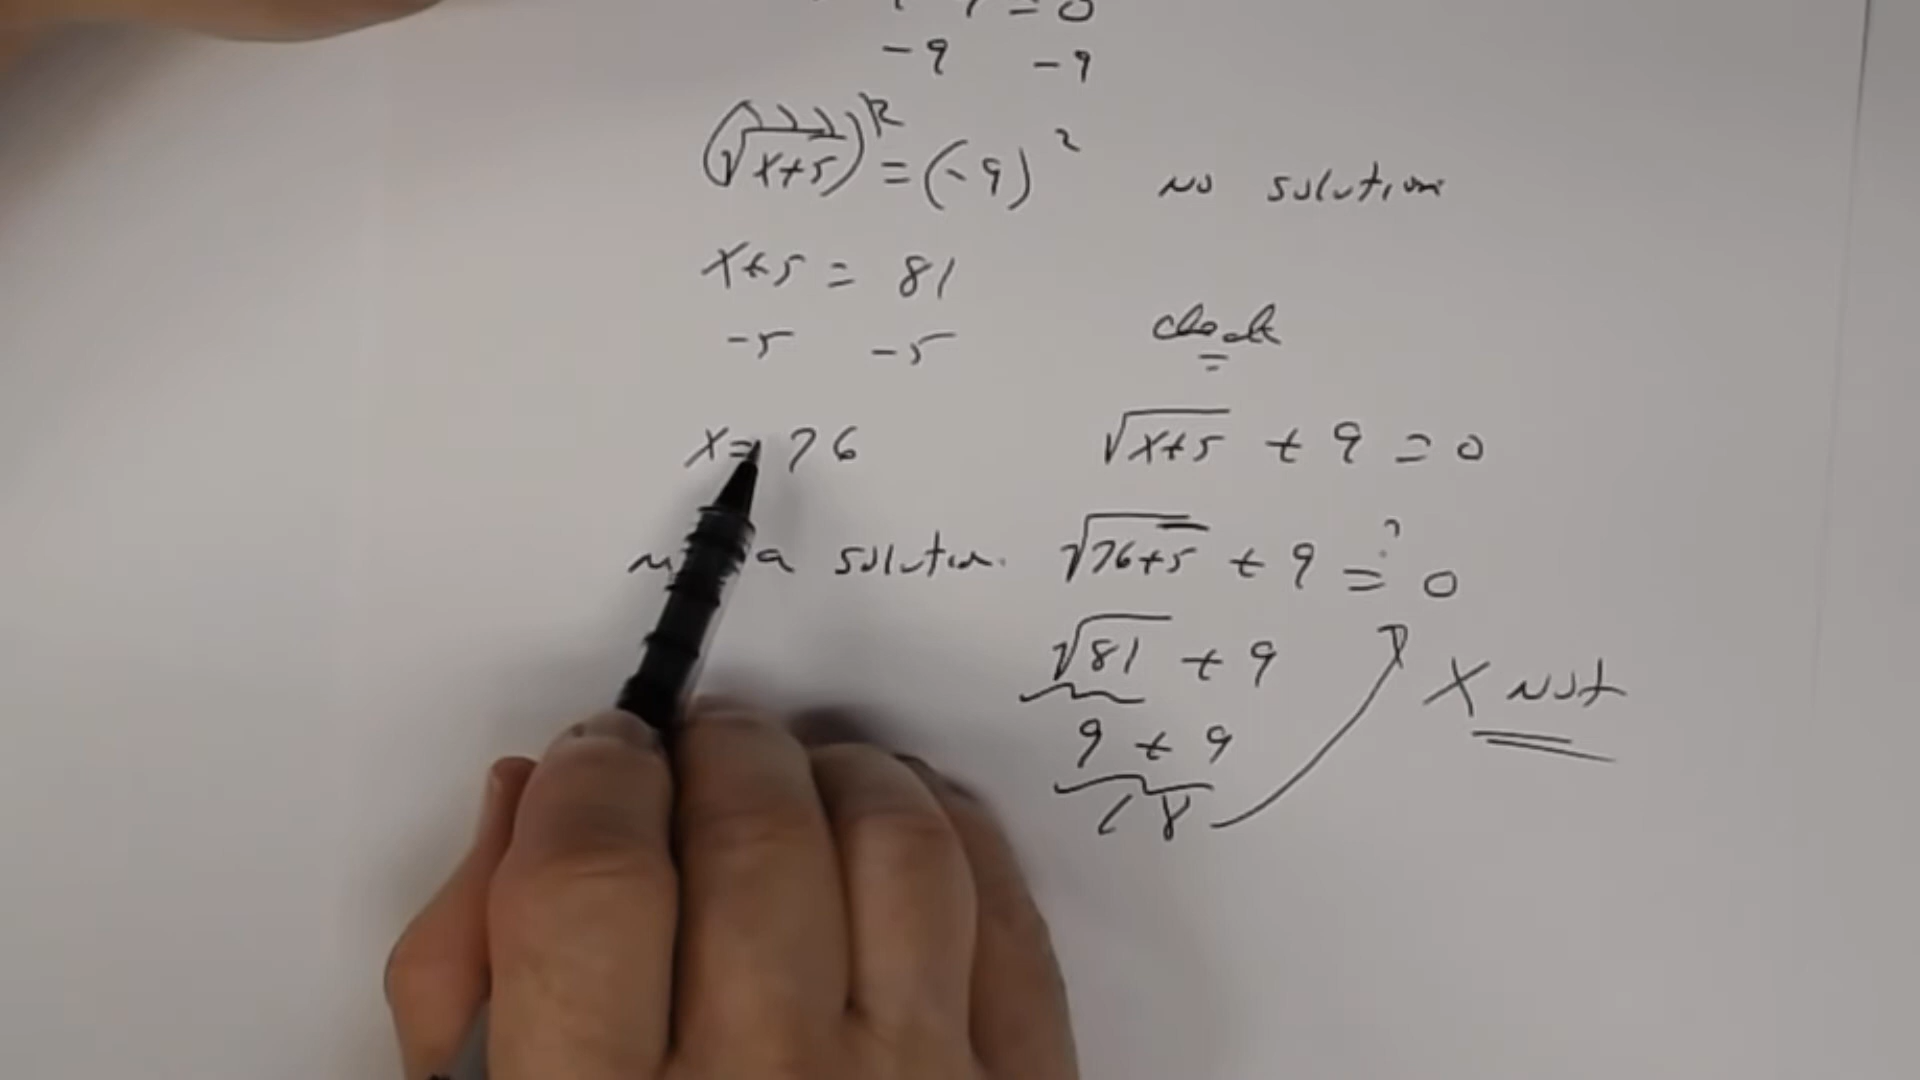 = 0
-9 -9
(√x+5)² = (-9)² no solution
x+5 = 81
-5 -5
check
x= 76
√x+5 + 9 = 0
a solution.
√76+5 + 9 =? 0
√81 + 9
X not
9 + 9
18